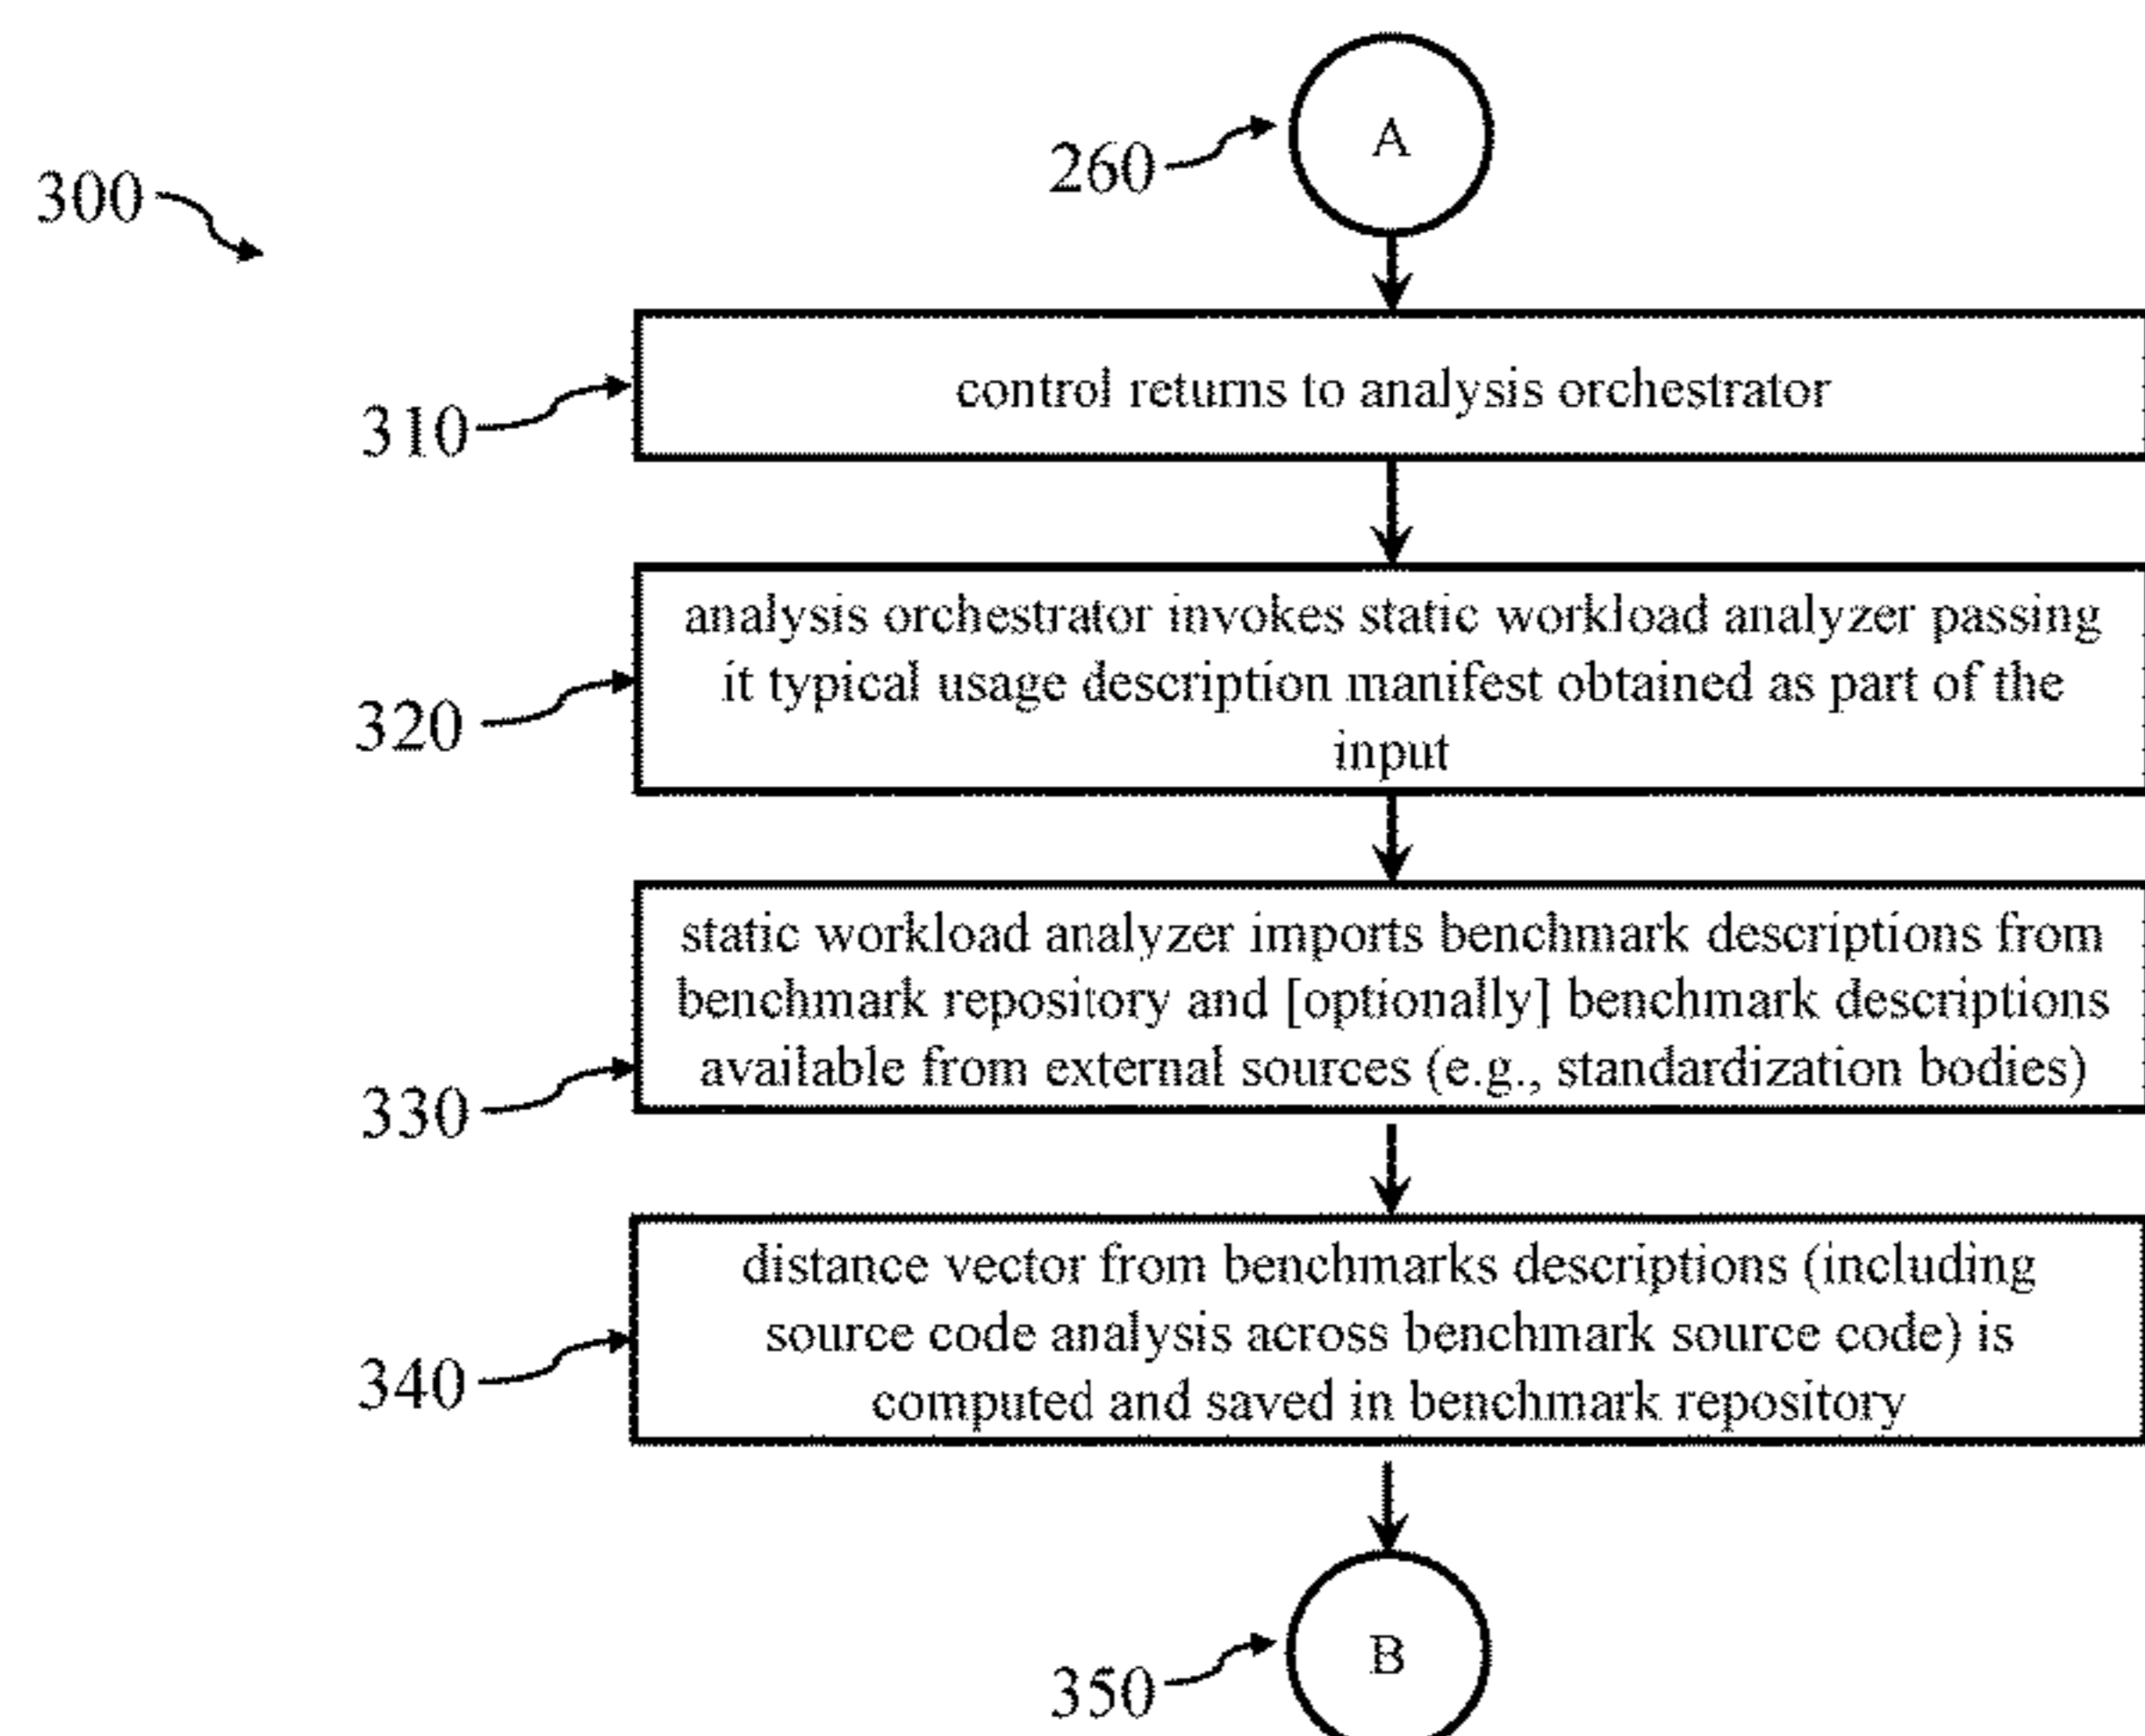 A
260
300
control returns to analysis orchestrator
310
analysis orchestrator invokes static workload analyzer passing
it typical usage description manifest obtained as part of the
input
320
static workload analyzer imports benchmark descriptions from
benchmark repository and [optionally] benchmark descriptions
available from external sources (e.g., standardization bodies)
330
distance vector from benchmarks descriptions (including
source code analysis across benchmark source code) is
computed and saved in benchmark repository
340
B
350